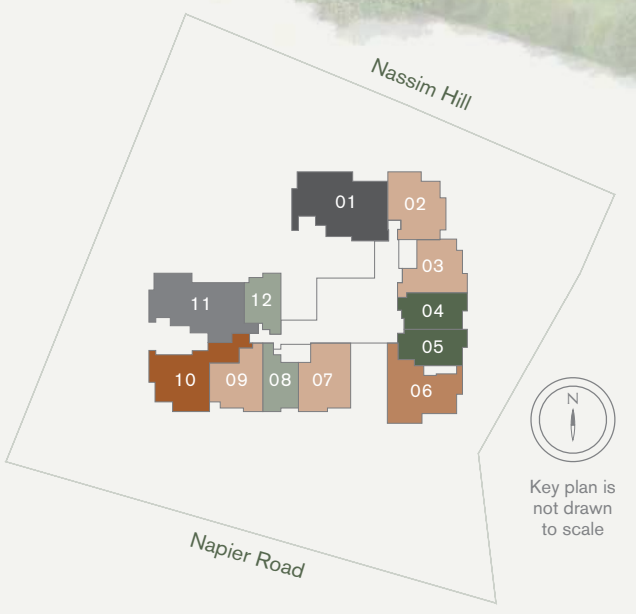 Nassim Hill
01
02
03
04
05
06
07
08
09
10
11
12
Napier Road
N
Key plan is
not drawn
to scale